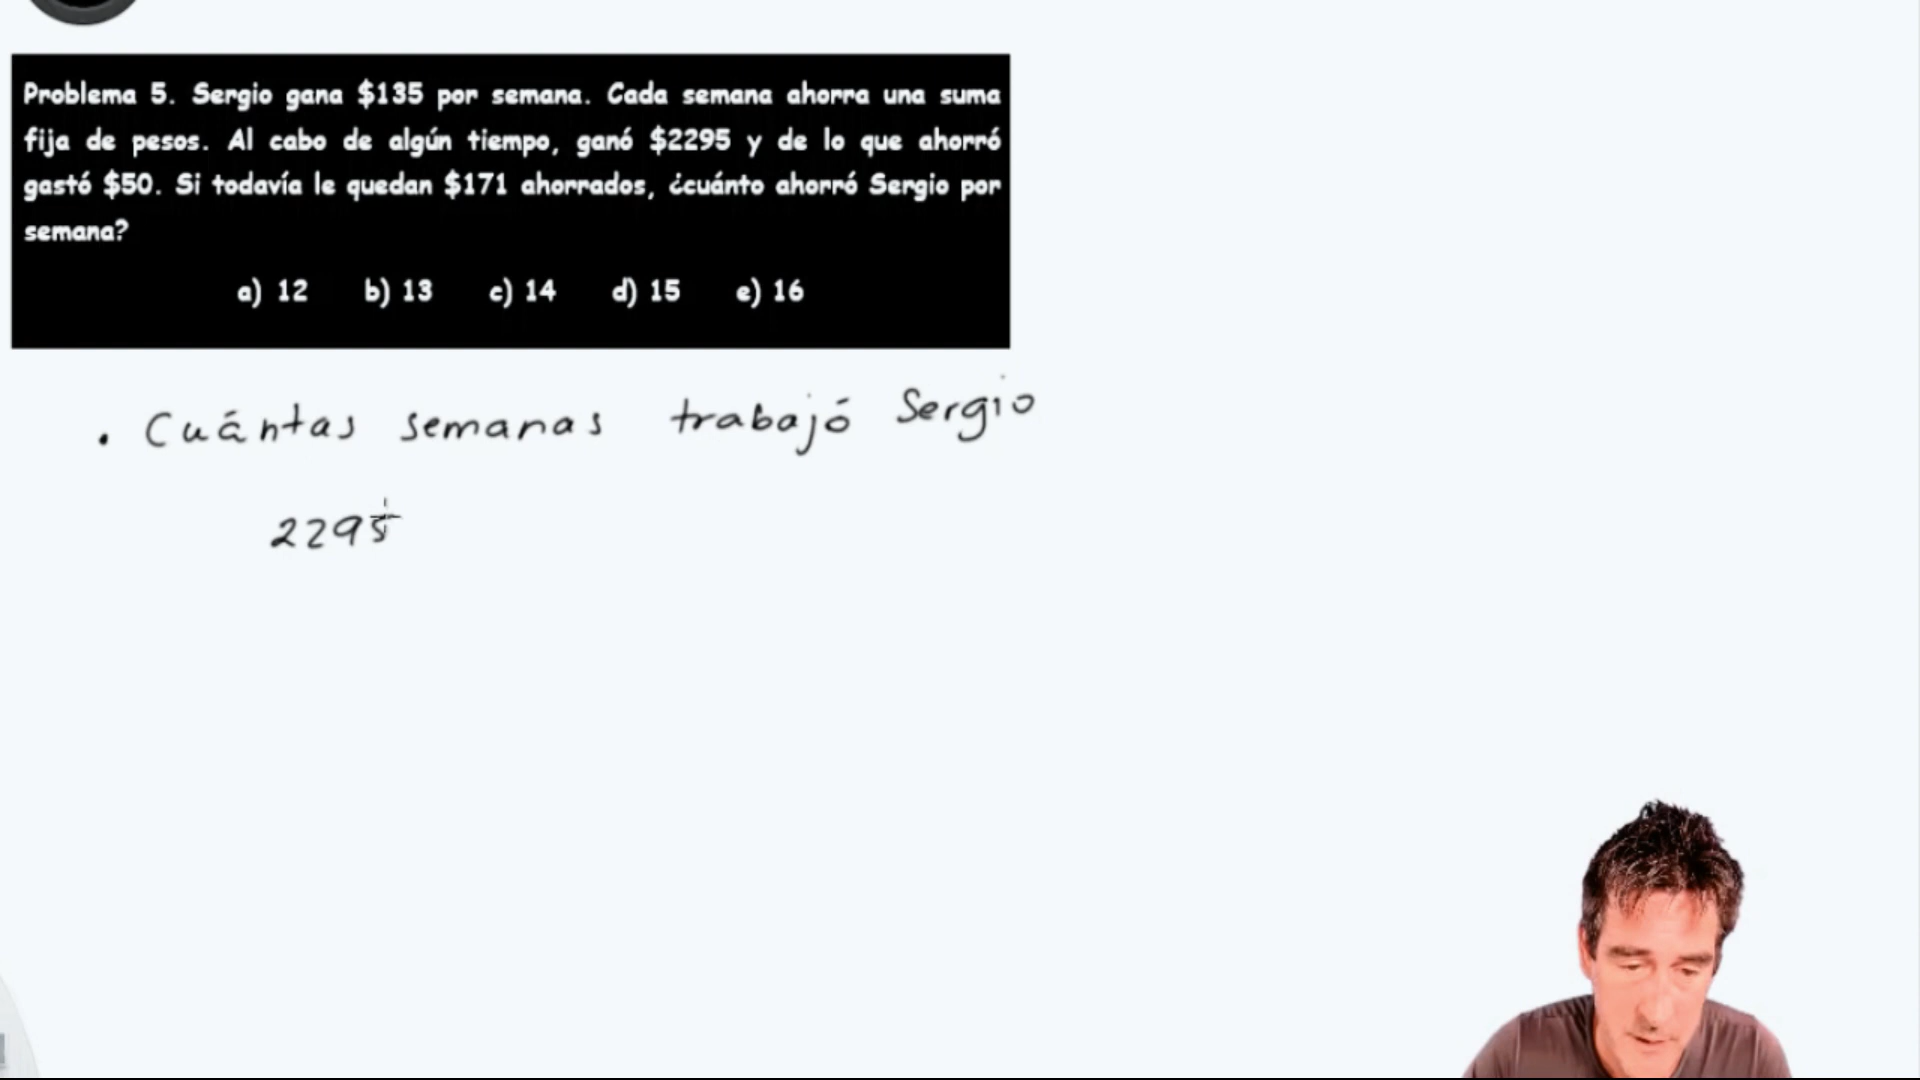 Problema 5. Sergio gana $135 por semana. Cada semana ahorra una suma
fija de pesos. Al cabo de algún tiempo, ganó $2295 y de lo que ahorró
gastó $50. Si todavía le quedan $171 ahorrados, ¿cuánto ahorró Sergio por
semana?
a) 12 b) 13 c) 14 d) 15 e) 16
. Cuántas semanas trabajó Sergio
2295